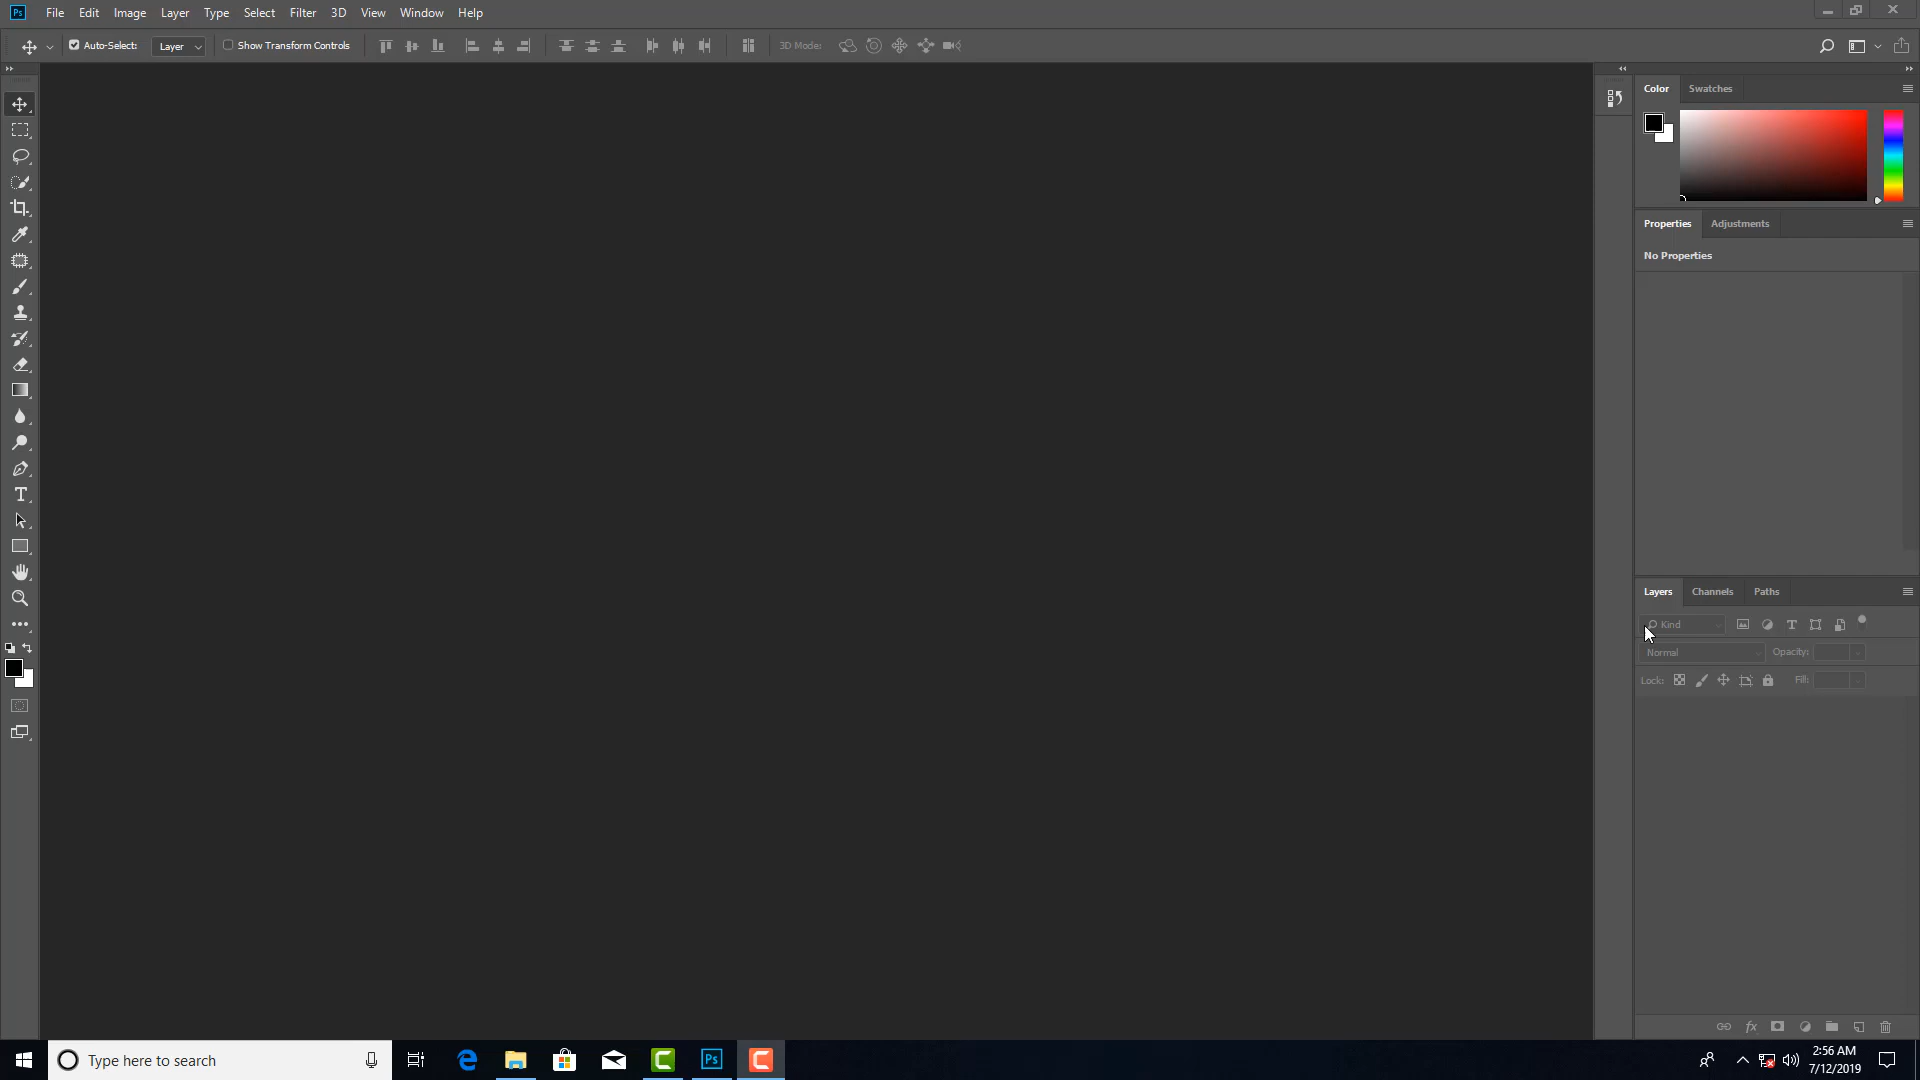 Ps File Edit Image Layer Type Select Filter 3D View Window Help
Auto-Select: Layer Show Transform Controls 3D Mode:
Color Swatches
Properties Adjustments
No Properties
Layers Channels Paths
Kind
Normal Opacity:
Lock: Fill:
fx
Type here to search
Ps
2:56 AM
7/12/2019